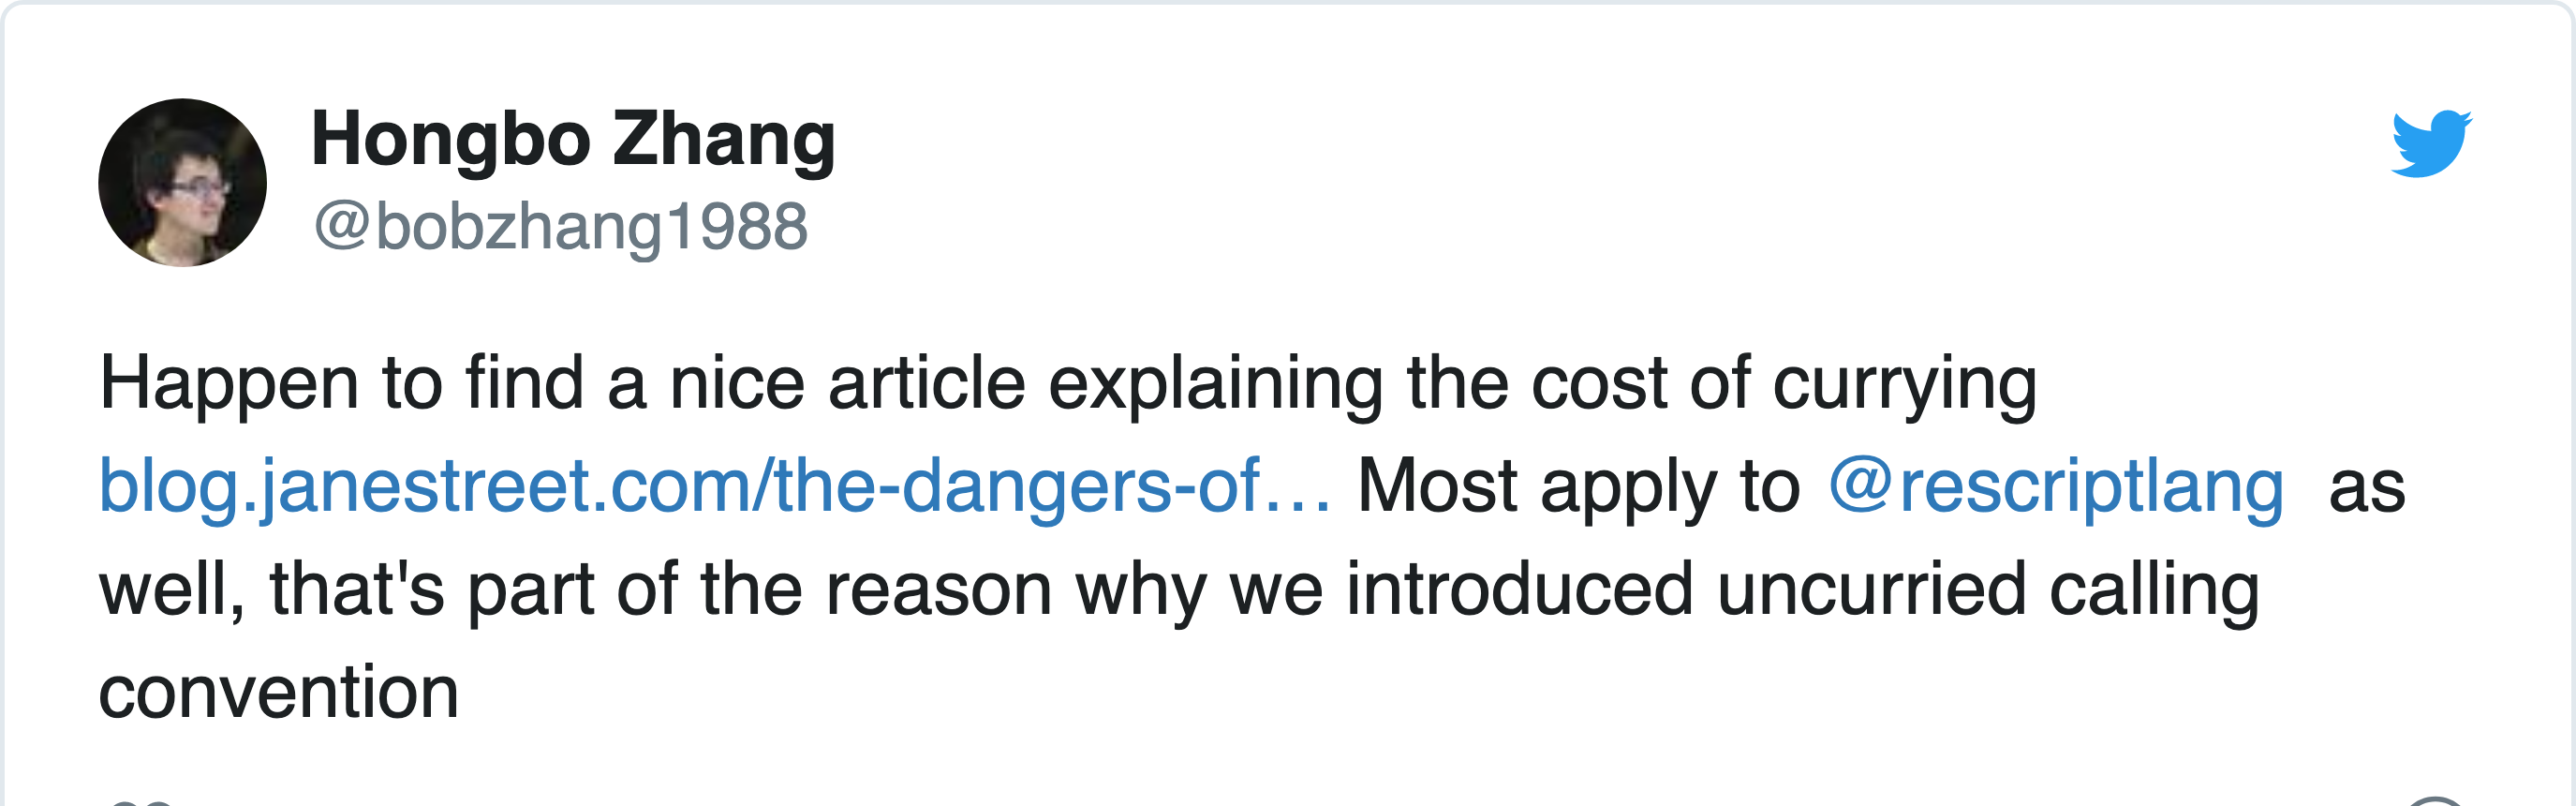 Hongbo Zhang
@bobzhang1988
Happen to find a nice article explaining the cost of currying
blog.janestreet.com/the-dangers-of… Most apply to @rescriptlang  as
well, that's part of the reason why we introduced uncurried calling
convention